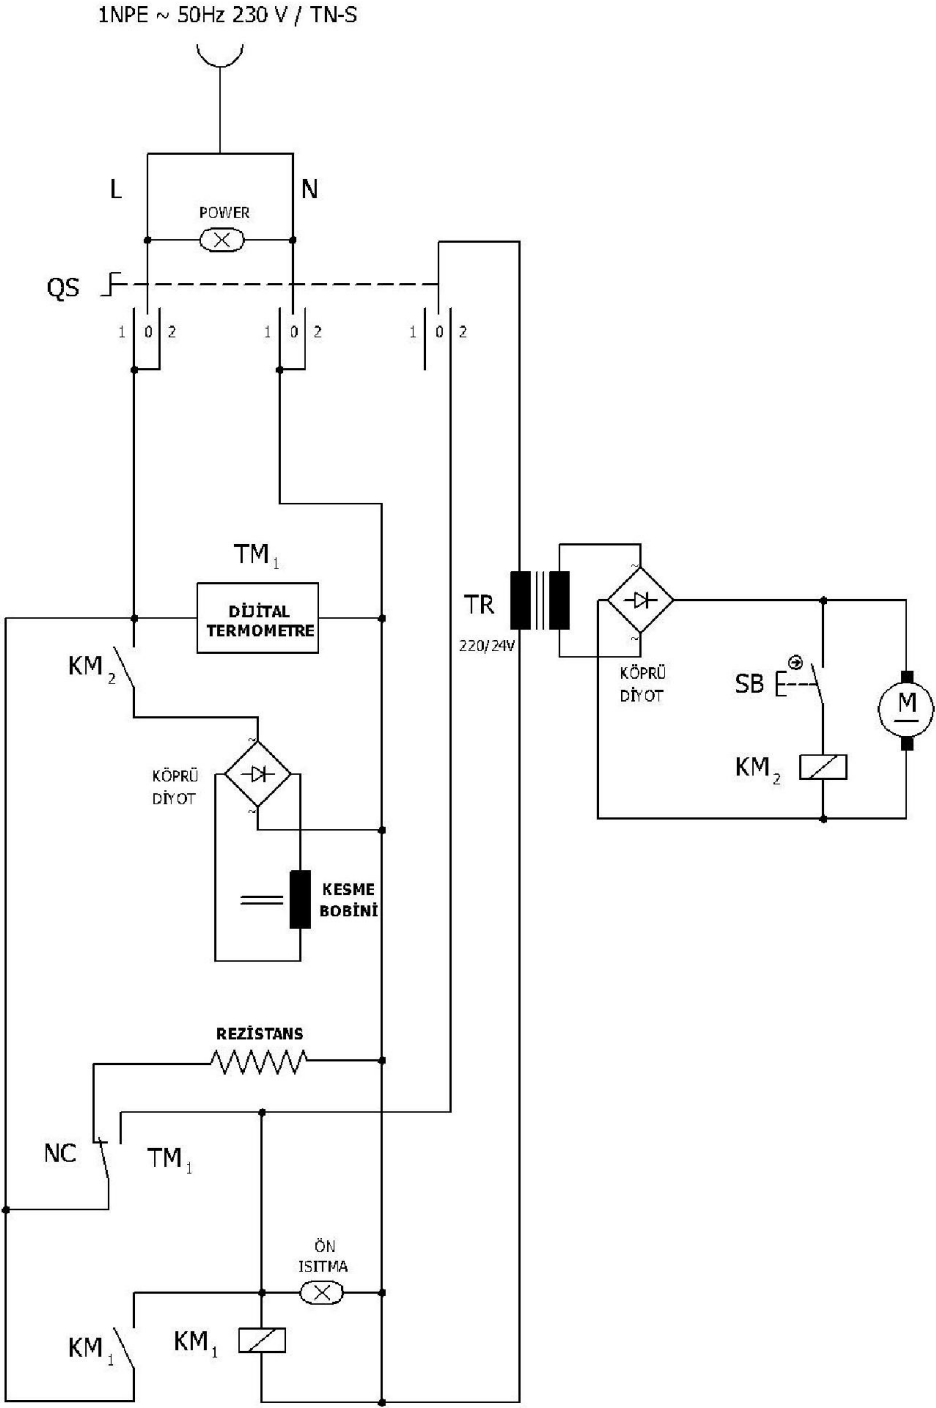 1NPE ~ 50Hz 230 V / TN-S
L
N
POWER
QS
1 0 2
1 0 2
1 0 2
TM1
DİJİTAL
TERMOMETRE
TR
220/24V
KM2
KÖPRÜ
DİYOT
SB
M
KM2
KÖPRÜ
DİYOT
KESME
BOBİNİ
REZİSTANS
NC
TM1
ÖN
ISITMA
KM1
KM1